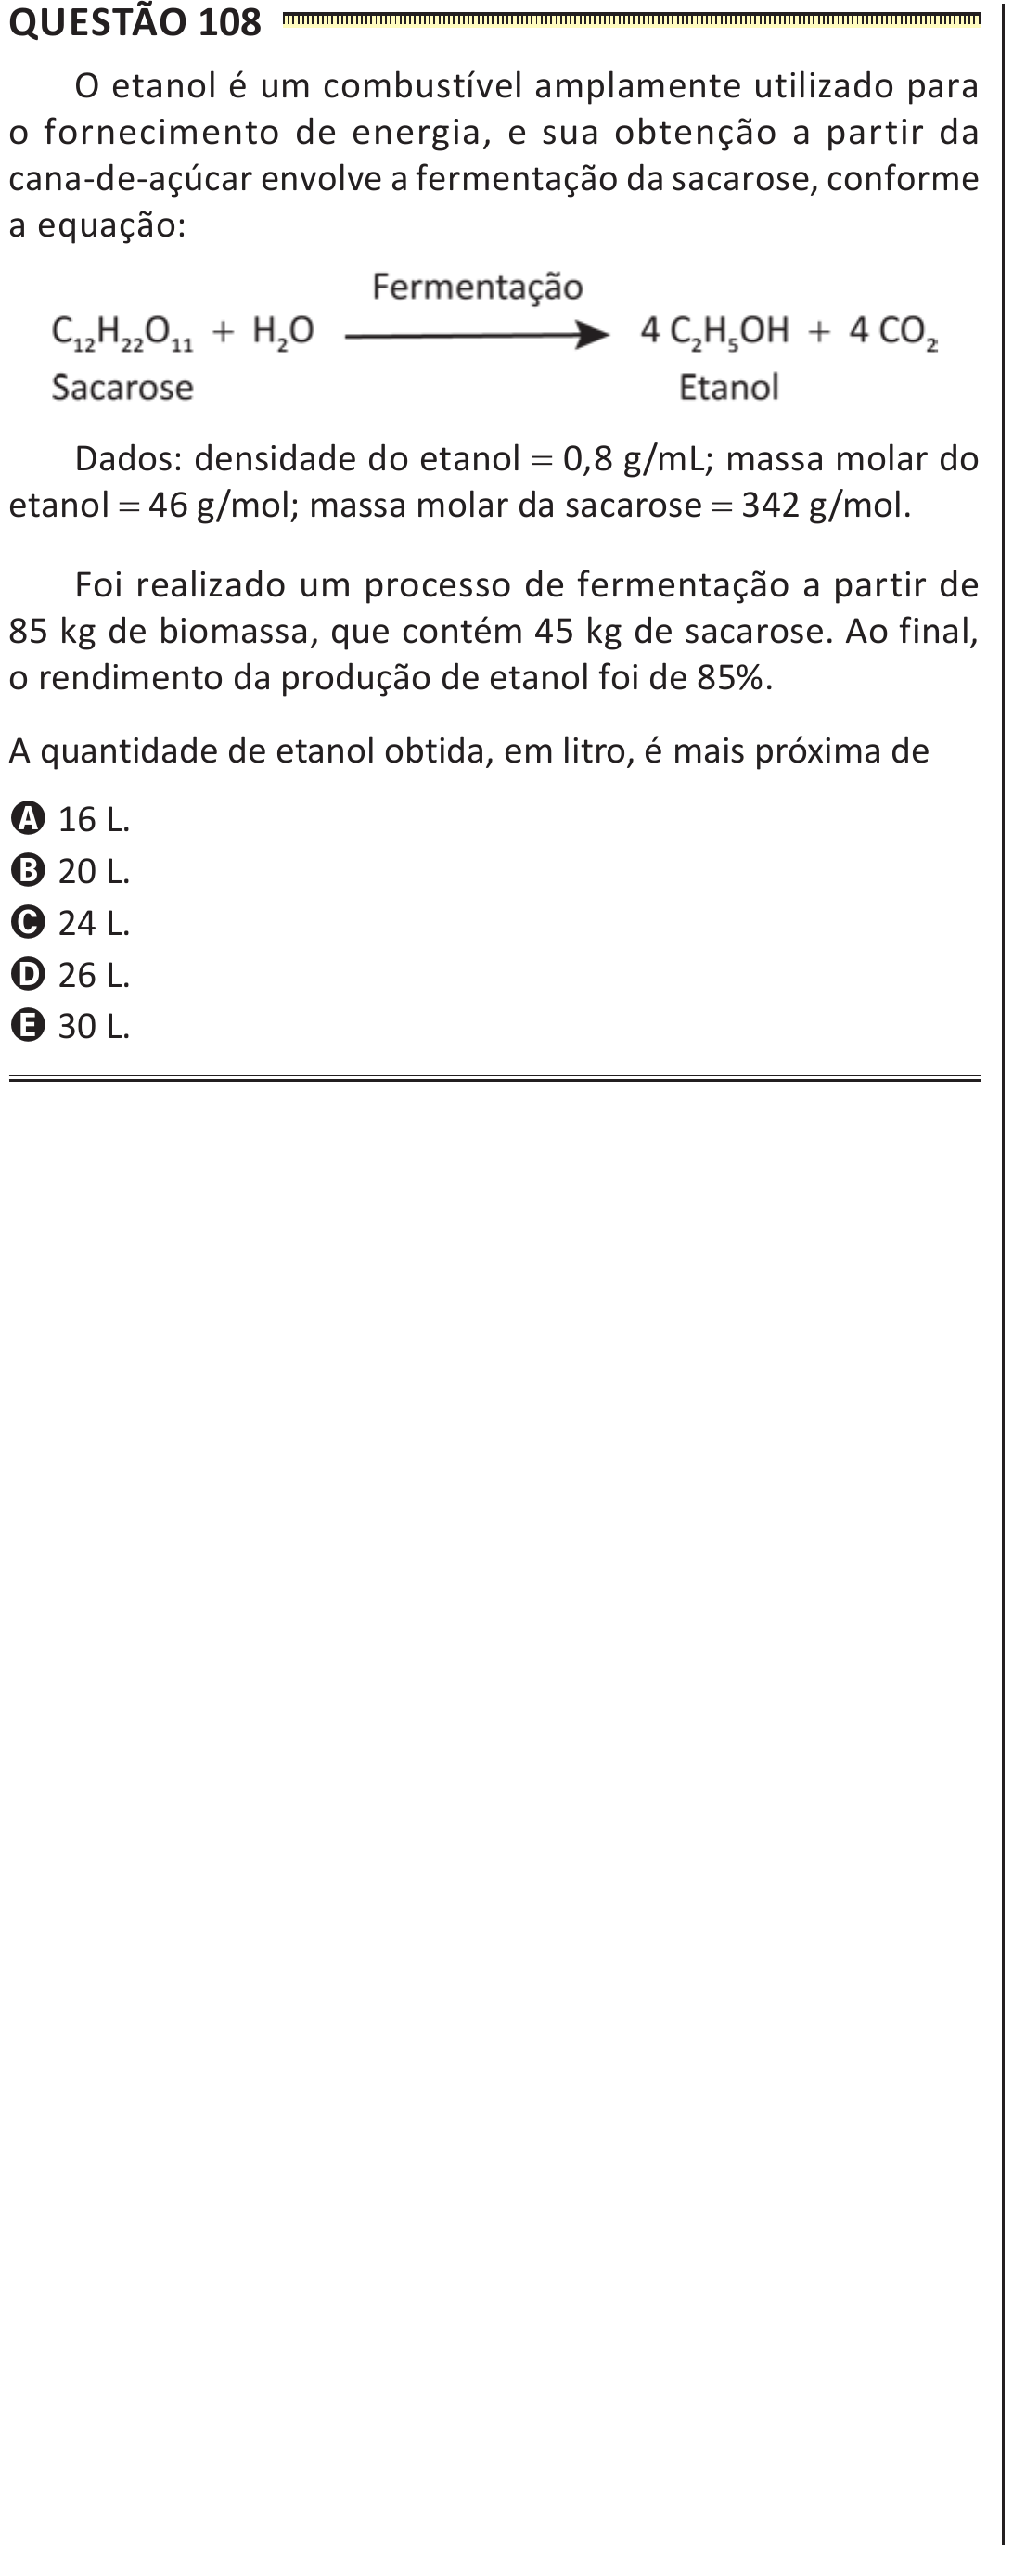 QUESTÃO 108
O etanol é um combustível amplamente utilizado para
o fornecimento de energia, e sua obtenção a partir da
cana-de-açúcar envolve a fermentação da sacarose, conforme
a equação:
Fermentação
C₁₂H₂₂O₁₁ + H₂O ⟶ 4 C₂H₅OH + 4 CO₂
Sacarose Etanol
Dados: densidade do etanol = 0,8 g/mL; massa molar do
etanol = 46 g/mol; massa molar da sacarose = 342 g/mol.
Foi realizado um processo de fermentação a partir de
85 kg de biomassa, que contém 45 kg de sacarose. Ao final,
o rendimento da produção de etanol foi de 85%.
A quantidade de etanol obtida, em litro, é mais próxima de
A 16 L.
B 20 L.
C 24 L.
D 26 L.
E 30 L.